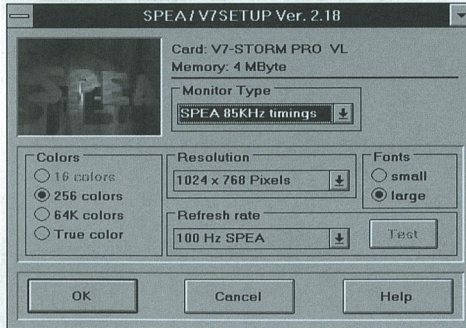 SPEA / V7SETUP Ver. 2.18
SPEA
Card: V7-STORM PRO VL
Memory: 4 MByte
Monitor Type
SPEA 85KHz timings
Colors
16 colors
256 colors
64K colors
True color
Resolution
1024 x 768 Pixels
Refresh rate
100 Hz SPEA
Fonts
small
large
Test
OK
Cancel
Help